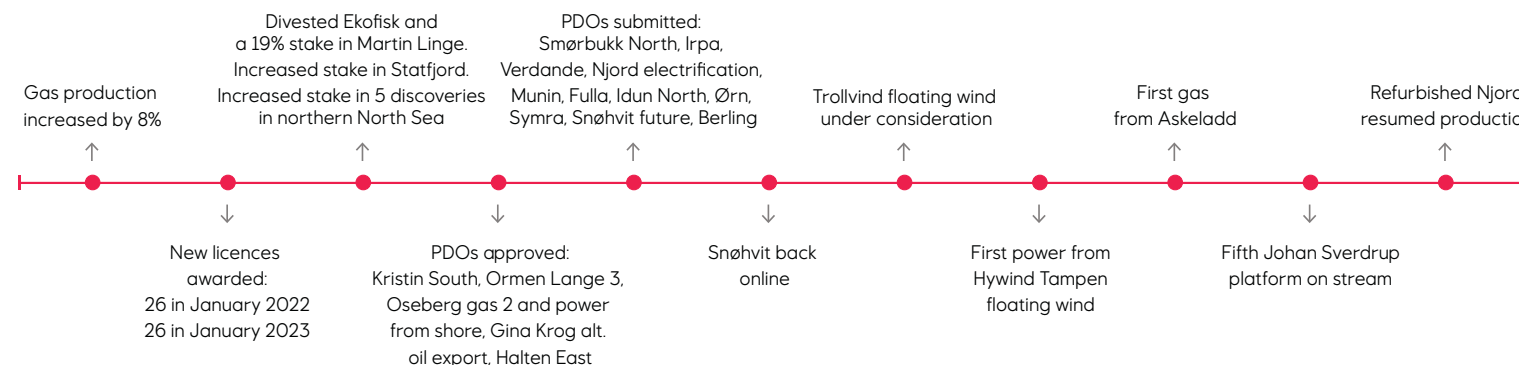 Gas production
increased by 8%
New licences
awarded:
26 in January 2022
26 in January 2023
Divested Ekofisk and
a 19% stake in Martin Linge.
Increased stake in Statfjord.
Increased stake in 5 discoveries
in northern North Sea
PDOs approved:
Kristin South, Ormen Lange 3,
Oseberg gas 2 and power
from shore, Gina Krog alt.
oil export, Halten East
PDOs submitted:
Smørbukk North, Irpa,
Verdande, Njord electrification,
Munin, Fulla, Idun North, Ørn,
Symra, Snøhvit future, Berling
Snøhvit back
online
Trollvind floating wind
under consideration
First power from
Hywind Tampen
floating wind
First gas
from Askeladd
Fifth Johan Sverdrup
platform on stream
Refurbished Njord
resumed productio